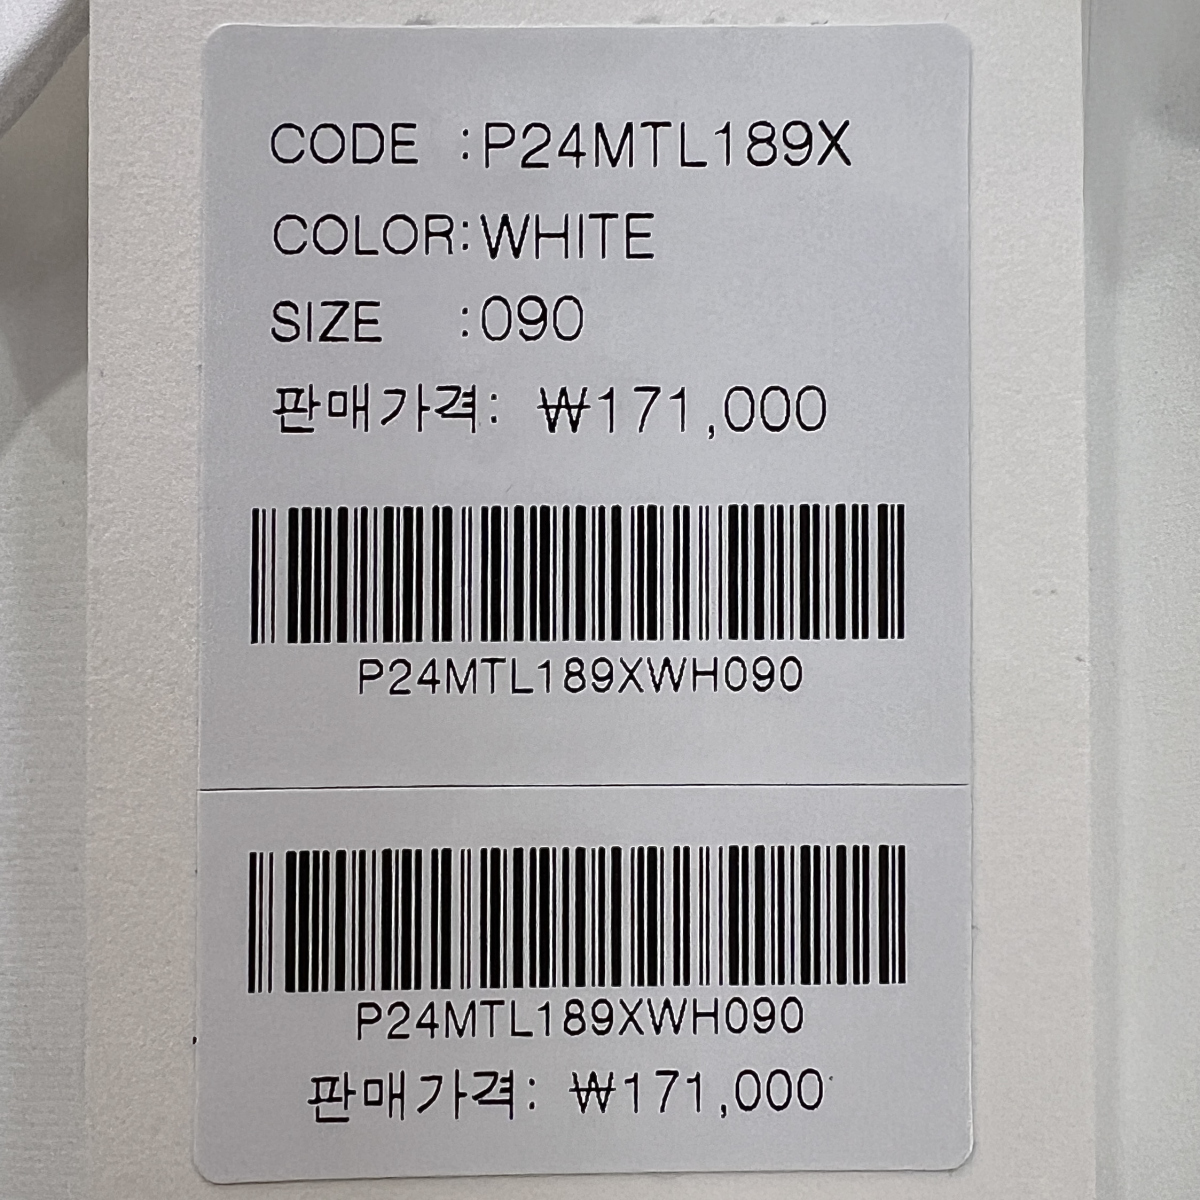 CODE :P24MTL189X
COLOR:WHITE
SIZE :090
판매가격: ₩171,000
P24MTL189XWH090
P24MTL189XWH090
판매가격: ₩171,000